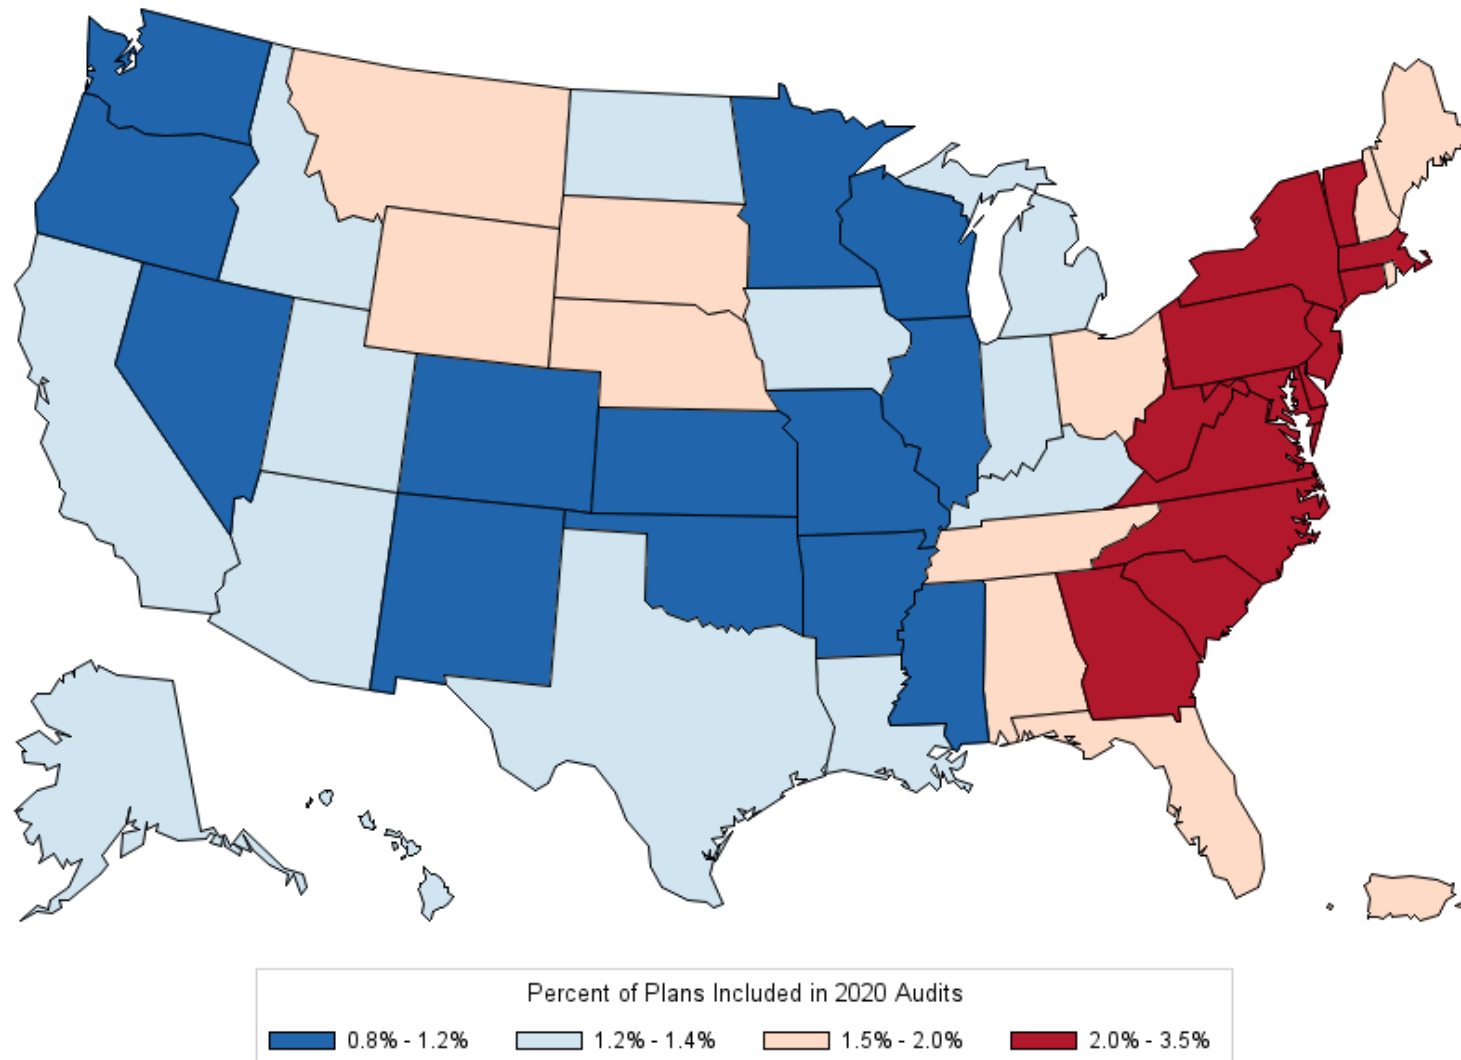 Percent of Plans Included in 2020 Audits
0.8% - 1.2% 1.2% - 1.4% 1.5% - 2.0% 2.0% - 3.5%